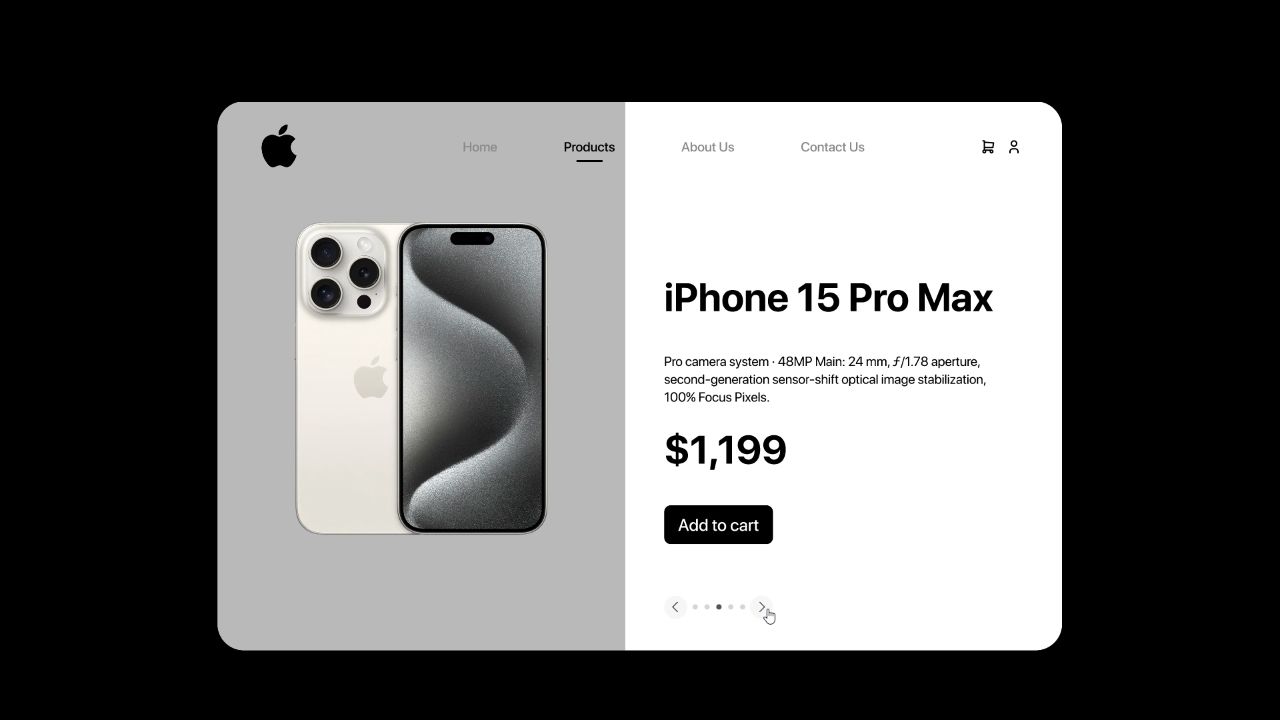 Home
Products
About Us
Contact Us
iPhone 15 Pro Max
Pro camera system · 48MP Main: 24 mm, ƒ/1.78 aperture,
second-generation sensor-shift optical image stabilization,
100% Focus Pixels.
$1,199
Add to cart